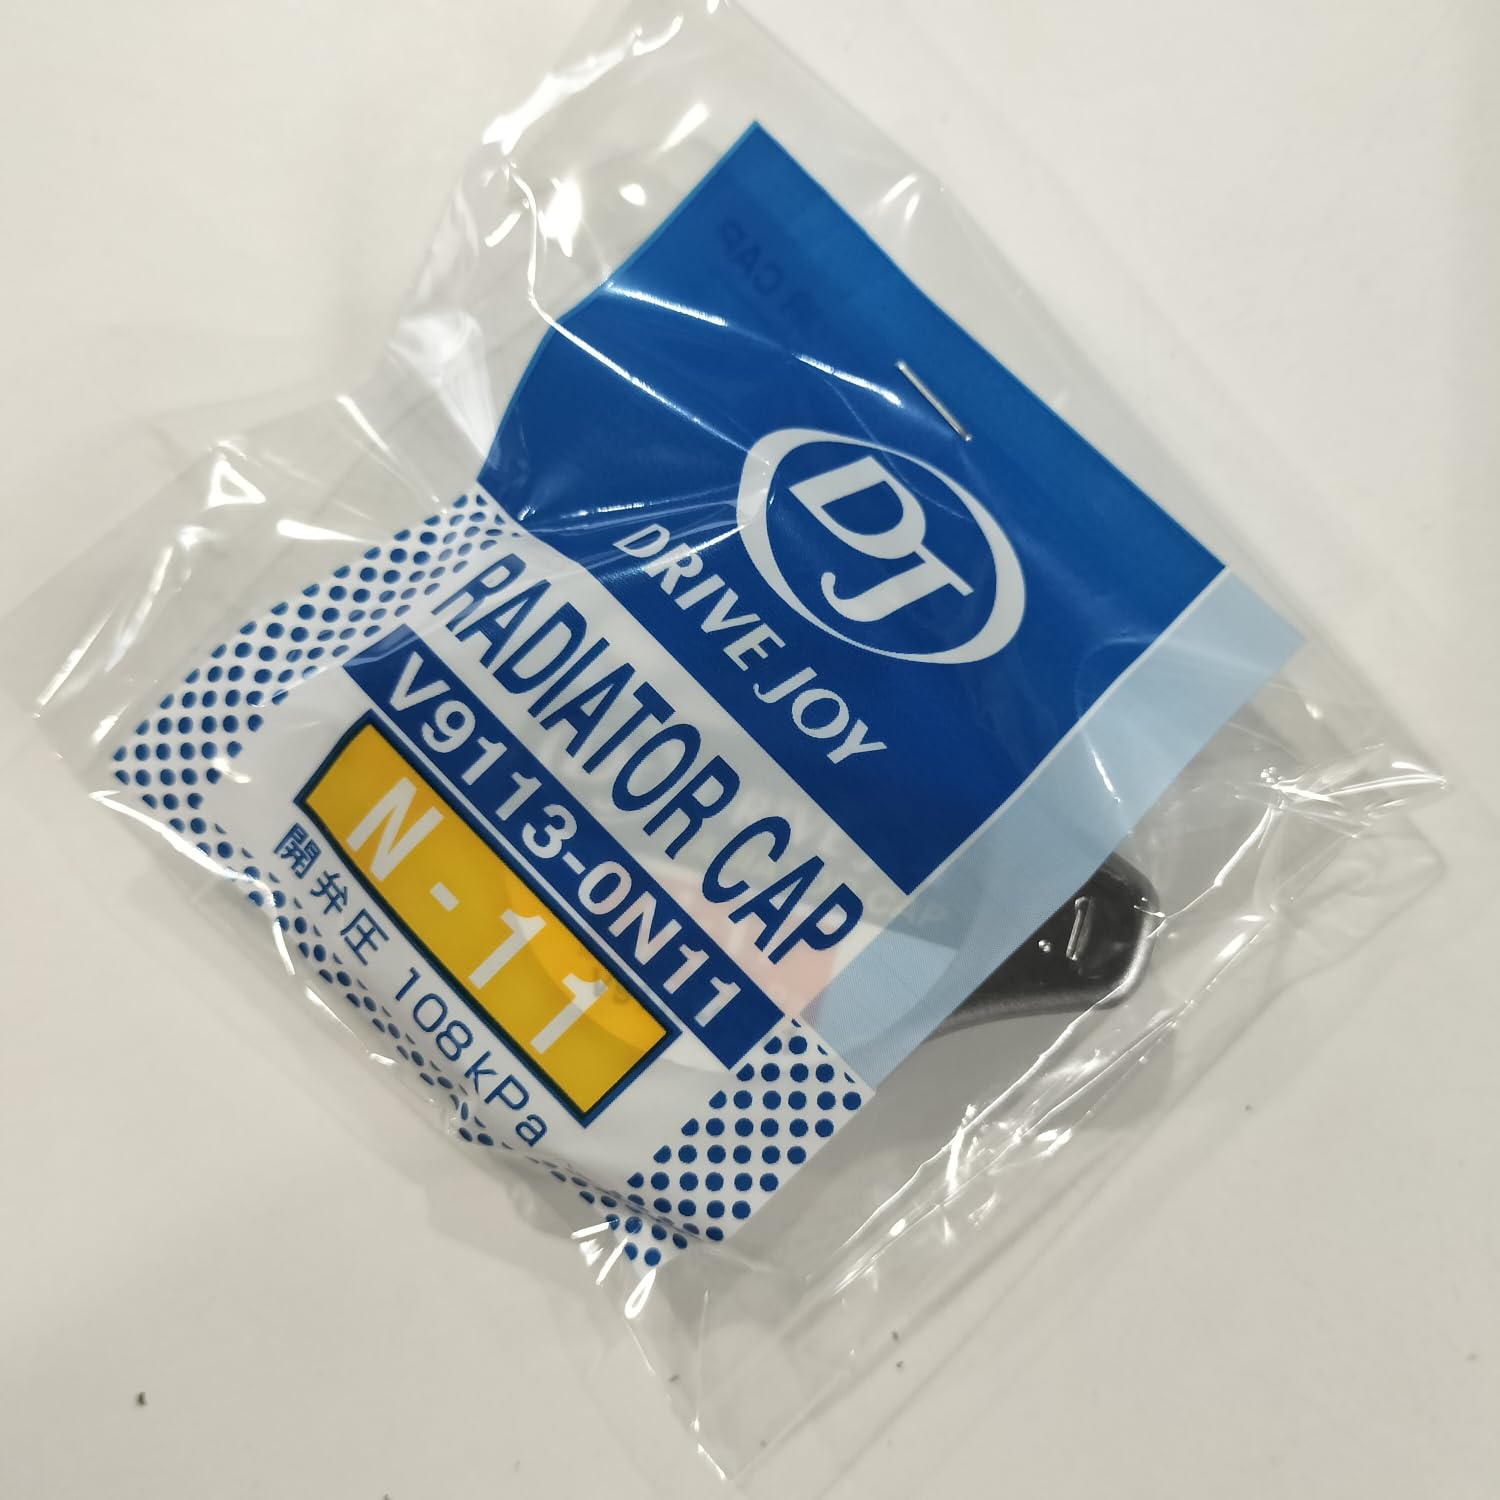 DJ
DRIVE JOY
RADIATOR CAP
V9113-0N11
N-11
開弁圧 108kPa